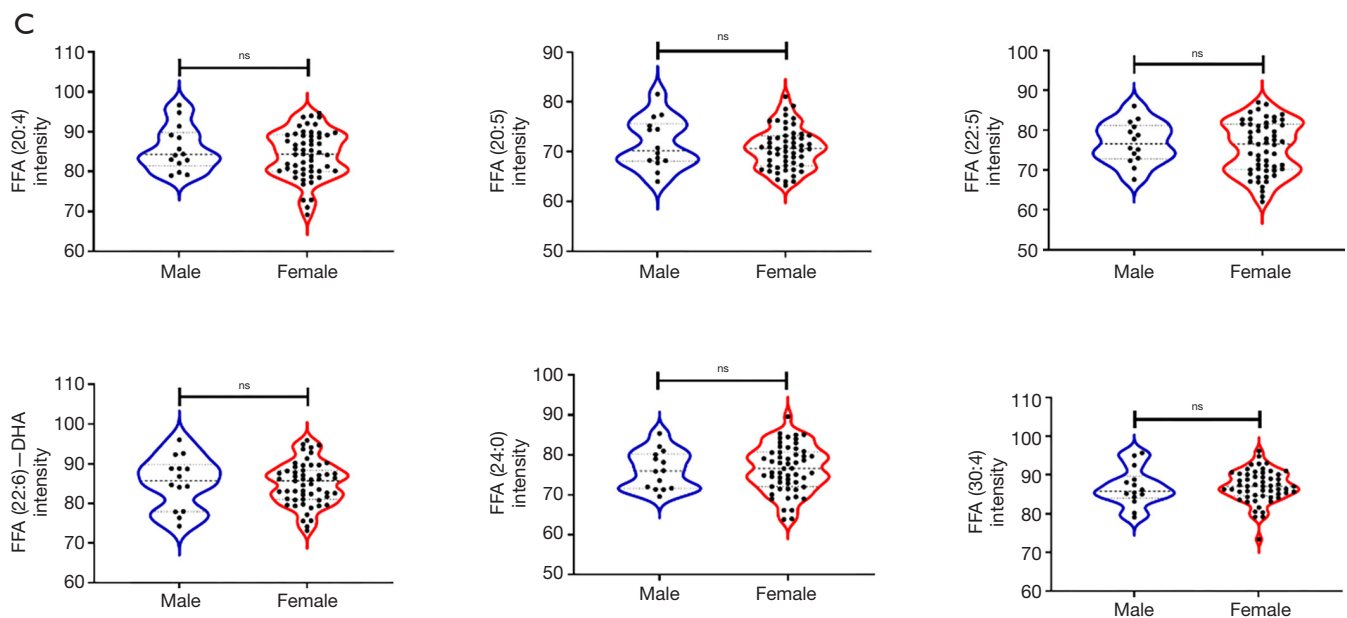 C
FFA (20:4)
intensity
110
100
90
80
70
60
ns
Male
Female
FFA (20:5)
intensity
90
80
70
60
50
ns
Male
Female
FFA (22:5)
intensity
100
90
80
70
60
50
ns
Male
Female
FFA (22:6)—DHA
intensity
110
100
90
80
70
60
ns
Male
Female
FFA (24:0)
intensity
100
90
80
70
60
50
ns
Male
Female
FFA (30:4)
intensity
110
100
90
80
70
60
ns
Male
Female